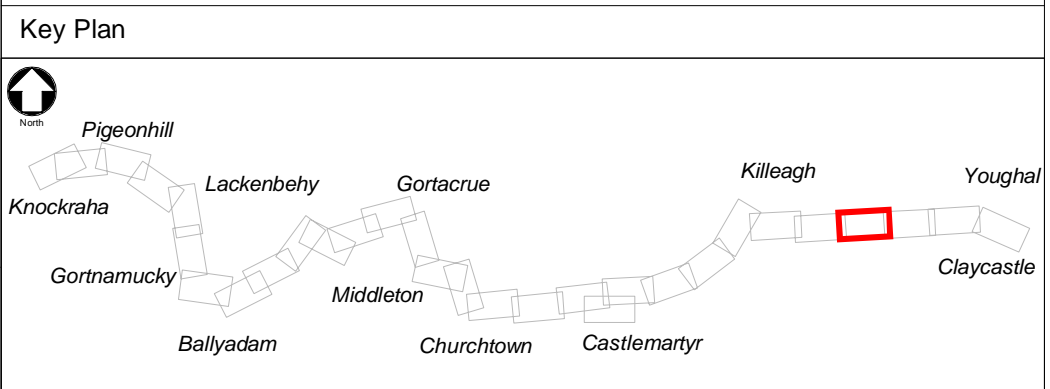 Key Plan
North
Pigeonhill
Knockraha
Lackenbehy
Gortacrue
Killeagh
Youghal
Gortnamucky
Middleton
Claycastle
Ballyadam
Churchtown
Castlemartyr